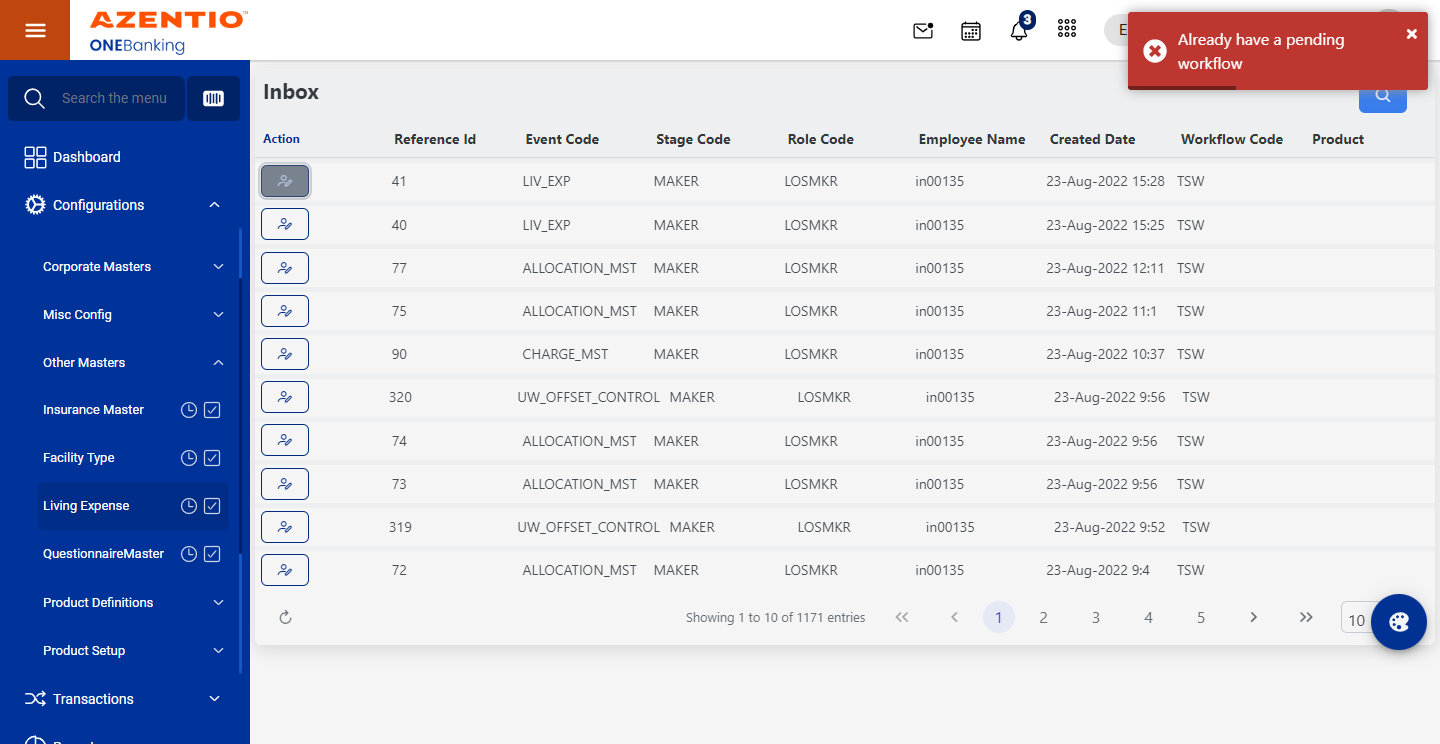 AZENTIO™
ONEBanking
3
E
Already have a pending
workflow
Search the menu
Dashboard
Configurations
Corporate Masters
Misc Config
Other Masters
Insurance Master
Facility Type
Living Expense
QuestionnaireMaster
Product Definitions
Product Setup
Transactions
Inbox
Action Reference Id Event Code Stage Code Role Code Employee Name Created Date Workflow Code Product
41 LIV_EXP MAKER LOSMKR in00135 23-Aug-2022 15:28 TSW
40 LIV_EXP MAKER LOSMKR in00135 23-Aug-2022 15:25 TSW
77 ALLOCATION_MST MAKER LOSMKR in00135 23-Aug-2022 12:11 TSW
75 ALLOCATION_MST MAKER LOSMKR in00135 23-Aug-2022 11:1 TSW
90 CHARGE_MST MAKER LOSMKR in00135 23-Aug-2022 10:37 TSW
320 UW_OFFSET_CONTROL MAKER LOSMKR in00135 23-Aug-2022 9:56 TSW
74 ALLOCATION_MST MAKER LOSMKR in00135 23-Aug-2022 9:56 TSW
73 ALLOCATION_MST MAKER LOSMKR in00135 23-Aug-2022 9:56 TSW
319 UW_OFFSET_CONTROL MAKER LOSMKR in00135 23-Aug-2022 9:52 TSW
72 ALLOCATION_MST MAKER LOSMKR in00135 23-Aug-2022 9:4 TSW
Showing 1 to 10 of 1171 entries 1 2 3 4 5 10